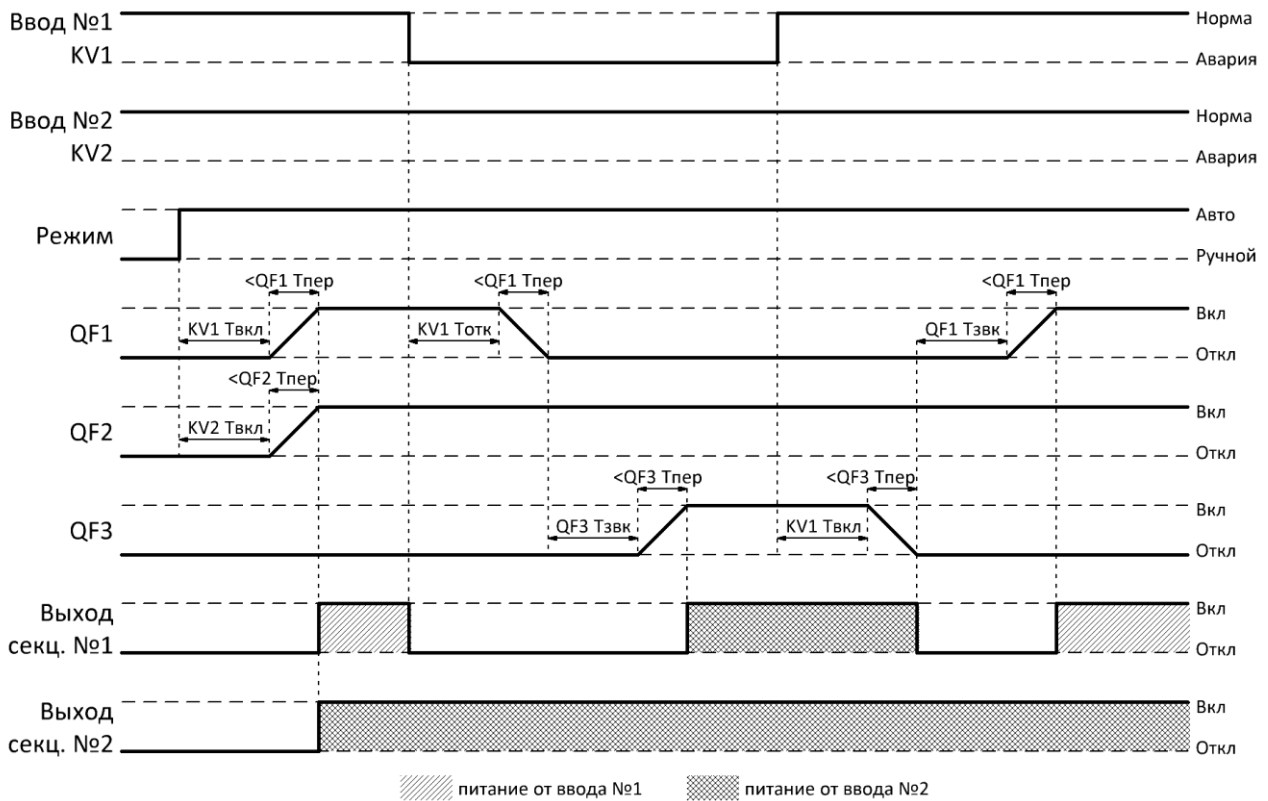 Ввод №1
KV1
Норма
Авария
Ввод №2
KV2
Норма
Авария
Режим
Авто
Ручной
<QF1 Тпер
<QF1 Тпер
<QF1 Тпер
QF1
KV1 Твкл
KV1 Тотк
QF1 Тзвк
Вкл
Откл
<QF2 Тпер
QF2
KV2 Твкл
Вкл
Откл
<QF3 Тпер
<QF3 Тпер
QF3
QF3 Тзвк
KV1 Твкл
Вкл
Откл
Выход
секц. №1
Вкл
Откл
Выход
секц. №2
Вкл
Откл
питание от ввода №1
питание от ввода №2